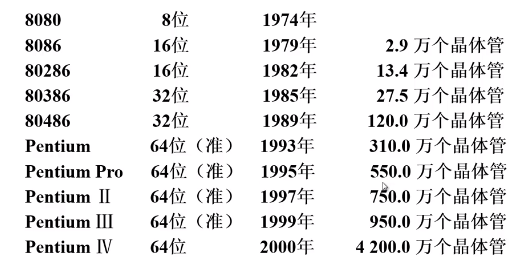 8080 8位 1974年
8086 16位 1979年 2.9 万个晶体管
80286 16位 1982年 13.4 万个晶体管
80386 32位 1985年 27.5 万个晶体管
80486 32位 1989年 120.0 万个晶体管
Pentium 64位（准） 1993年 310.0 万个晶体管
Pentium Pro 64位（准） 1995年 550.0 万个晶体管
Pentium Ⅱ 64位（准） 1997年 750.0 万个晶体管
Pentium Ⅲ 64位（准） 1999年 950.0 万个晶体管
Pentium Ⅳ 64位 2000年 4 200.0 万个晶体管